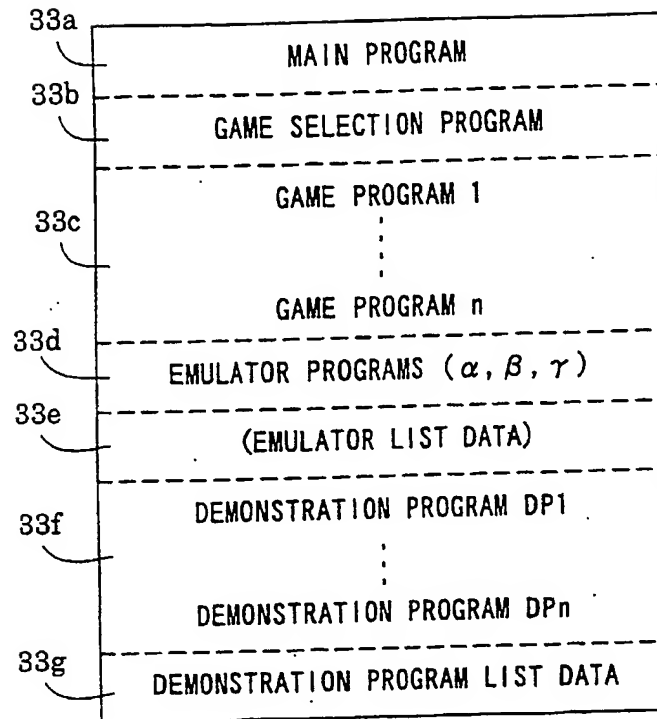 33a
MAIN PROGRAM
33b
GAME SELECTION PROGRAM
GAME PROGRAM 1
33c
GAME PROGRAM n
33d
EMULATOR PROGRAMS (α, β, γ)
33e
(EMULATOR LIST DATA)
DEMONSTRATION PROGRAM DP1
33f
DEMONSTRATION PROGRAM DPn
33g
DEMONSTRATION PROGRAM LIST DATA